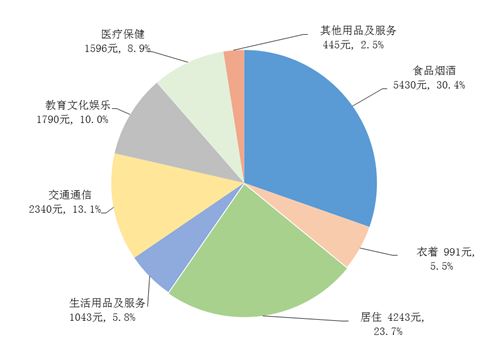 其他用品及服务
445元, 2.5%
食品烟酒
5430元, 30.4%
衣着 991元,
5.5%
居住 4243元,
23.7%
生活用品及服务
1043元, 5.8%
交通通信
2340元, 13.1%
教育文化娱乐
1790元, 10.0%
医疗保健
1596元, 8.9%